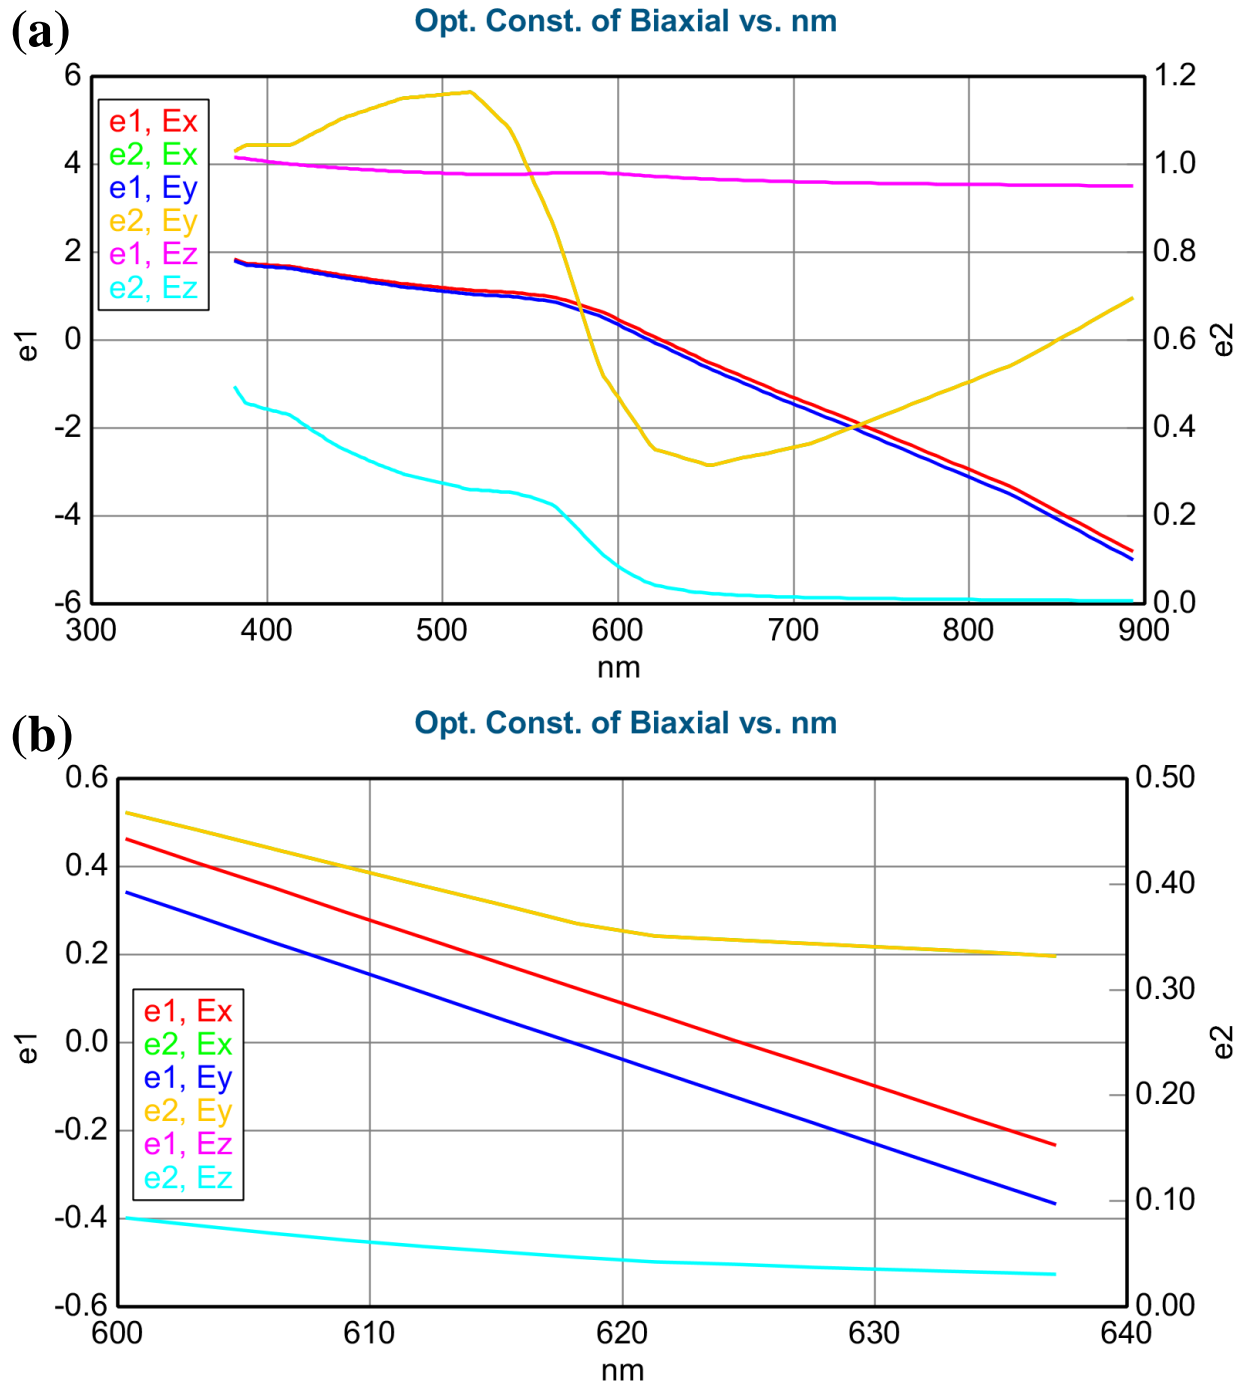 (a)
Opt. Const. of Biaxial vs. nm
6
4
2
0
-2
-4
-6
e1
1.2
1.0
0.8
0.6
0.4
0.2
0.0
e2
e1, Ex
e2, Ex
e1, Ey
e2, Ey
e1, Ez
e2, Ez
300 400 500 600 700 800 900
nm
(b)
Opt. Const. of Biaxial vs. nm
0.6
0.4
0.2
0.0
-0.2
-0.4
-0.6
e1
0.50
0.40
0.30
0.20
0.10
0.00
e2
e1, Ex
e2, Ex
e1, Ey
e2, Ey
e1, Ez
e2, Ez
600 610 620 630 640
nm